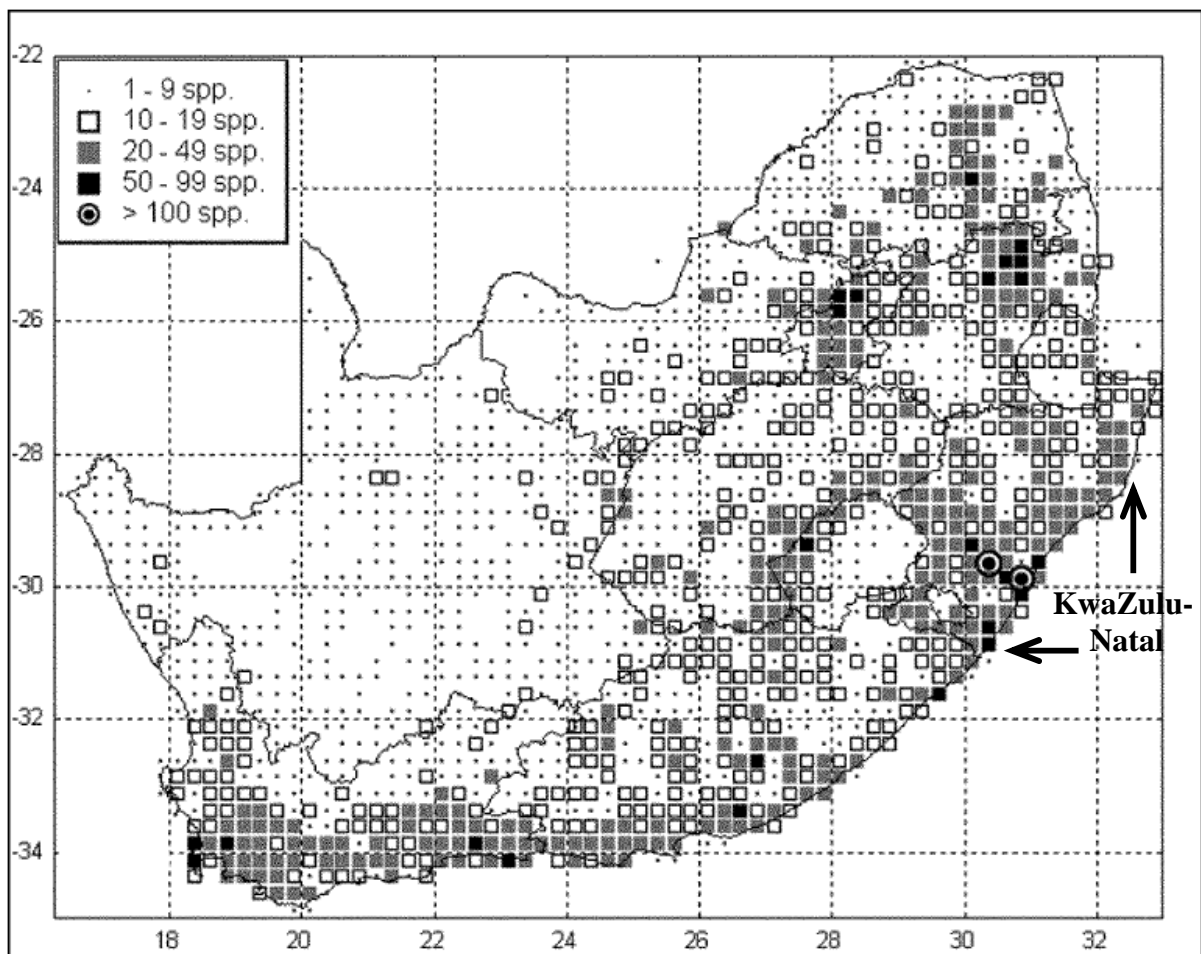 -22
1 - 9 spp.
10 - 19 spp.
20 - 49 spp.
50 - 99 spp.
> 100 spp.
-24
-26
-28
-30
KwaZulu-
Natal
-32
-34
18 20 22 24 26 28 30 32